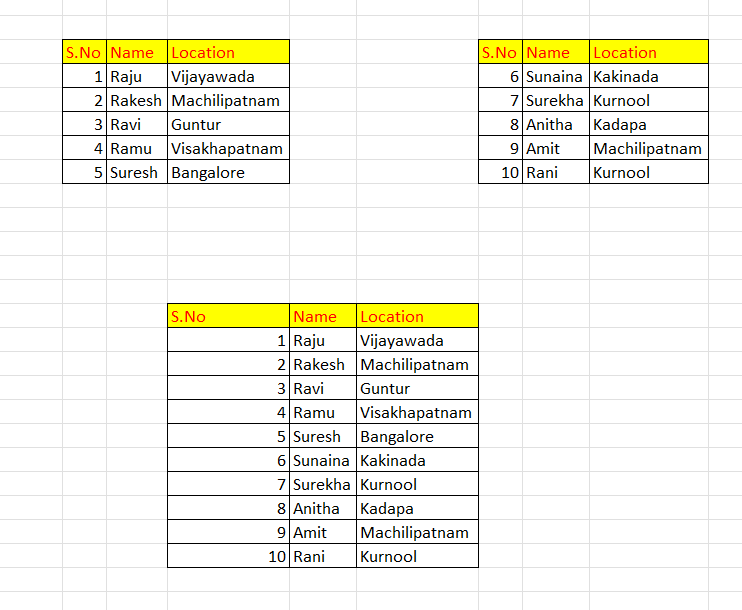 S.No Name Location
1 Raju Vijayawada
2 Rakesh Machilipatnam
3 Ravi Guntur
4 Ramu Visakhapatnam
5 Suresh Bangalore
S.No Name Location
6 Sunaina Kakinada
7 Surekha Kurnool
8 Anitha Kadapa
9 Amit Machilipatnam
10 Rani Kurnool
S.No Name Location
1 Raju Vijayawada
2 Rakesh Machilipatnam
3 Ravi Guntur
4 Ramu Visakhapatnam
5 Suresh Bangalore
6 Sunaina Kakinada
7 Surekha Kurnool
8 Anitha Kadapa
9 Amit Machilipatnam
10 Rani Kurnool